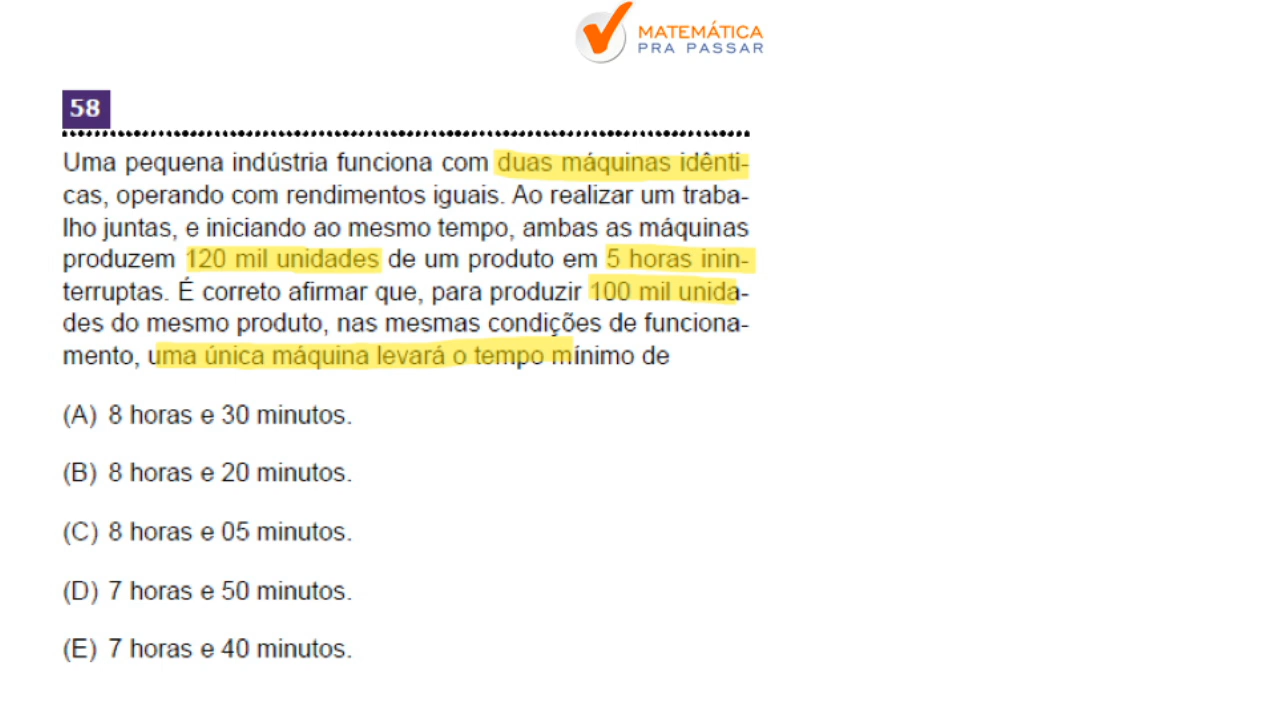 MATEMÁTICA
PRA PASSAR
58
Uma pequena indústria funciona com duas máquinas idênti-
cas, operando com rendimentos iguais. Ao realizar um traba-
lho juntas, e iniciando ao mesmo tempo, ambas as máquinas
produzem 120 mil unidades de um produto em 5 horas inin-
terruptas. É correto afirmar que, para produzir 100 mil unida-
des do mesmo produto, nas mesmas condições de funciona-
mento, uma única máquina levará o tempo mínimo de
(A) 8 horas e 30 minutos.
(B) 8 horas e 20 minutos.
(C) 8 horas e 05 minutos.
(D) 7 horas e 50 minutos.
(E) 7 horas e 40 minutos.